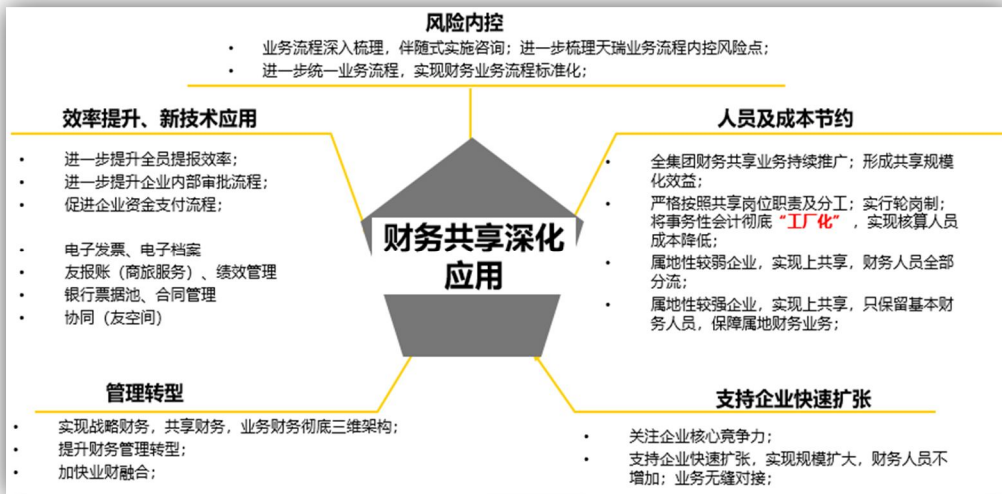 风险内控
• 业务流程深入梳理，伴随式实施咨询；进一步梳理天瑞业务流程内控风险点；
• 进一步统一业务流程，实现财务业务流程标准化；
效率提升、新技术应用
• 进一步提升全员提报效率；
• 进一步提升企业内部审批流程；
• 促进企业资金支付流程；
• 电子发票、电子档案
• 友报账（商旅服务）、绩效管理
• 银行票据池、合同管理
• 协同（友空间）
人员及成本节约
• 全集团财务共享业务持续推广；形成共享规模
化效益；
• 严格按照共享岗位职责及分工；实行轮岗制；
将事务性会计彻底“工厂化”，实现核算人员
成本降低；
• 属地性较弱企业，实现上共享，财务人员全部
分流；
• 属地性较强企业，实现上共享，只保留基本财
务人员，保障属地财务业务；
财务共享深化
应用
管理转型
• 实现战略财务，共享财务，业务财务彻底三维架构；
• 提升财务管理转型；
• 加快业财融合；
支持企业快速扩张
• 关注企业核心竞争力；
• 支持企业快速扩张，实现规模扩大，财务人员不
增加；业务无缝对接；